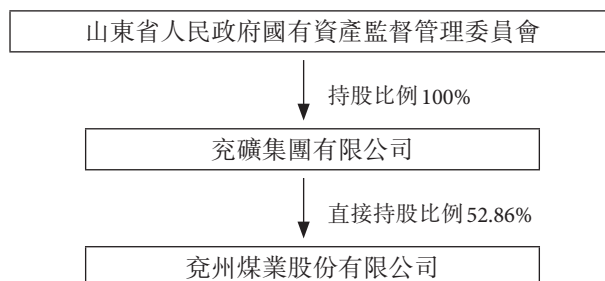 山東省人民政府國有資產監督管理委員會
持股比例100%
兗礦集團有限公司
直接持股比例52.86%
兗州煤業股份有限公司